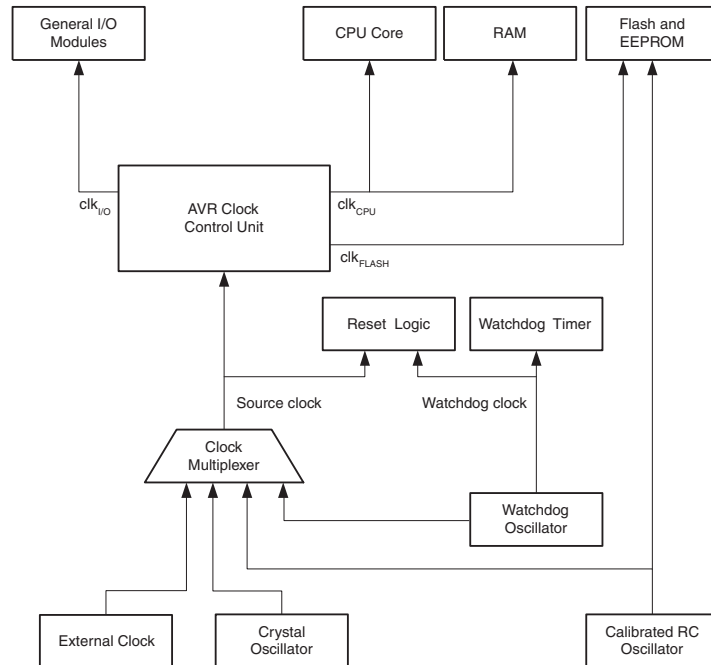 General I/O
Modules
CPU Core
RAM
Flash and
EEPROM
clkI/O
AVR Clock
Control Unit
clkCPU
clkFLASH
Reset Logic
Watchdog Timer
Source clock
Watchdog clock
Clock
Multiplexer
Watchdog
Oscillator
External Clock
Crystal
Oscillator
Calibrated RC
Oscillator